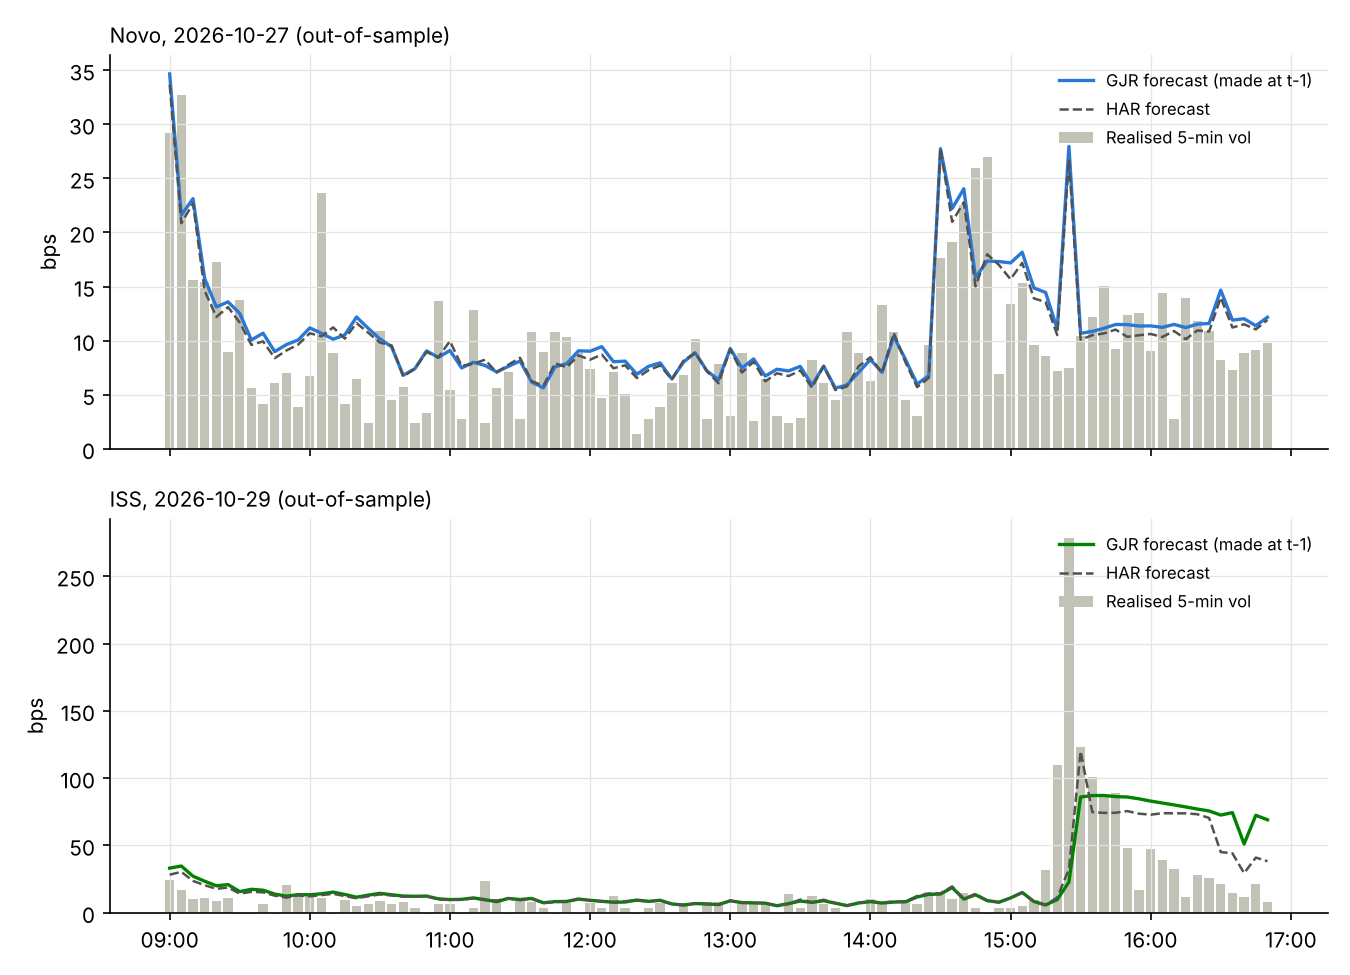 Novo, 2026-10-27 (out-of-sample)
35
30
25
20
15
10
5
0
bps
GJR forecast (made at t-1)
HAR forecast
Realised 5-min vol
ISS, 2026-10-29 (out-of-sample)
250
200
150
100
50
0
bps
GJR forecast (made at t-1)
HAR forecast
Realised 5-min vol
09:00 10:00 11:00 12:00 13:00 14:00 15:00 16:00 17:00